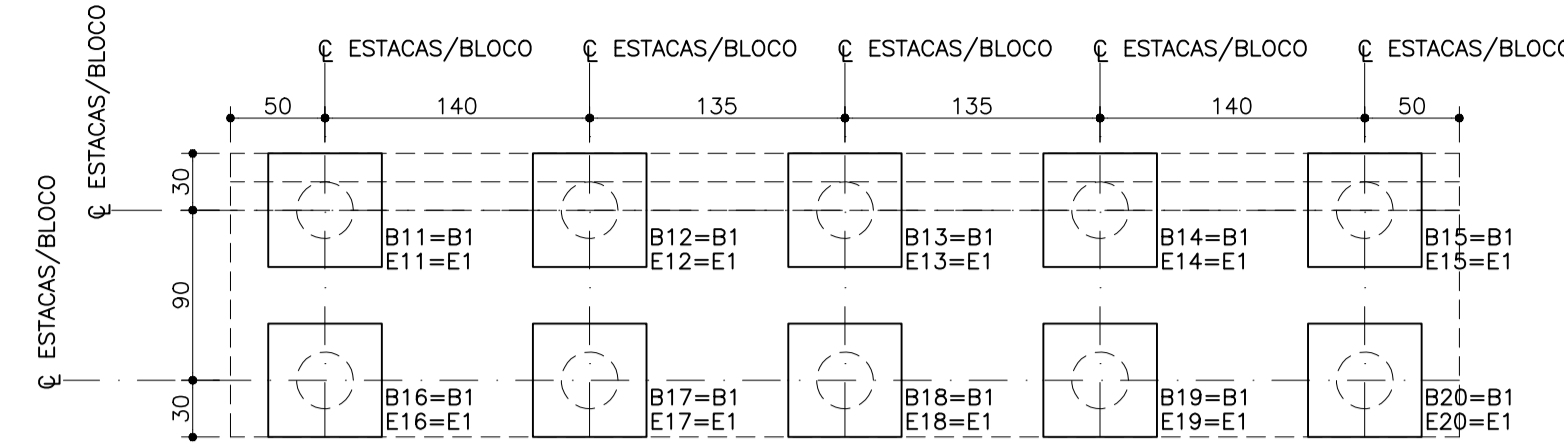 ℄ ESTACAS/BLOCO
℄ ESTACAS/BLOCO
℄ ESTACAS/BLOCO
℄ ESTACAS/BLOCO
℄ ESTACAS/BLOCO
50 140 135 135 140 50
℄ ESTACAS/BLOCO
℄ ESTACAS/BLOCO
30
90
30
B11=B1
E11=E1
B12=B1
E12=E1
B13=B1
E13=E1
B14=B1
E14=E1
B15=B1
E15=E1
B16=B1
E16=E1
B17=B1
E17=E1
B18=B1
E18=E1
B19=B1
E19=E1
B20=B1
E20=E1